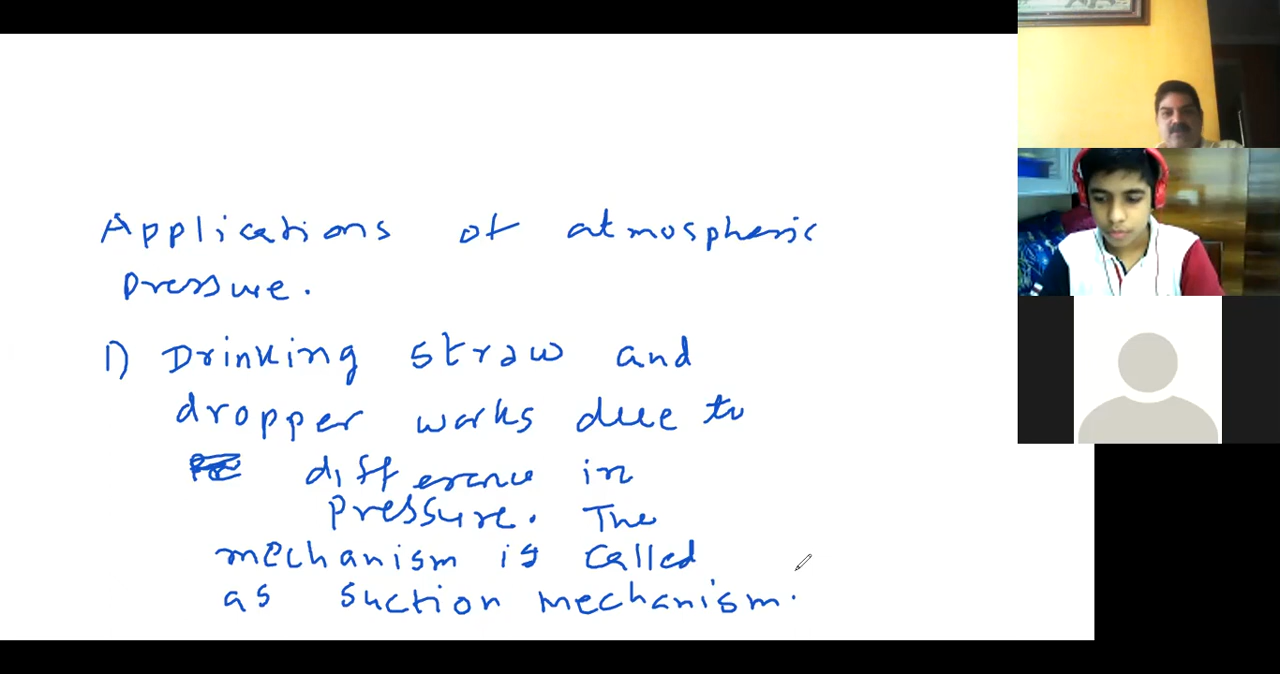 Applications of atmospheric
pressure.
1) Drinking straw and
dropper works due to
difference in
pressure. The
mechanism is called
as suction mechanism.